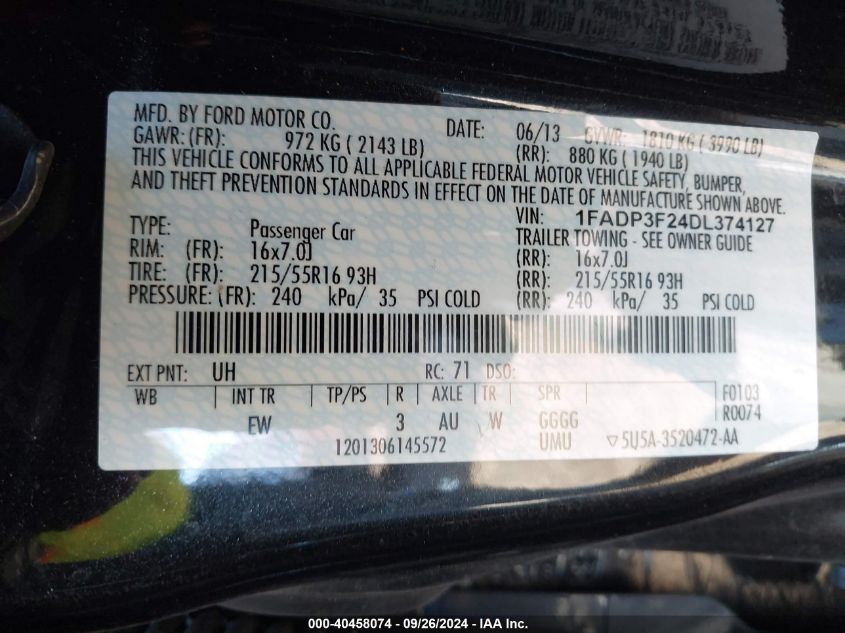 MFD. BY FORD MOTOR CO. DATE: 06/13 GVWR: 1810 KG ( 3990 LB)
GAWR: (FR): 972 KG ( 2143 LB) (RR): 880 KG ( 1940 LB)
THIS VEHICLE CONFORMS TO ALL APPLICABLE FEDERAL MOTOR VEHICLE SAFETY, BUMPER,
AND THEFT PREVENTION STANDARDS IN EFFECT ON THE DATE OF MANUFACTURE SHOWN ABOVE.
VIN: 1FADP3F24DL374127
TYPE: Passenger Car TRAILER TOWING - SEE OWNER GUIDE
RIM: (FR): 16x7.0J (RR): 16x7.0J
TIRE: (FR): 215/55R16 93H (RR): 215/55R16 93H
PRESSURE: (FR): 240 kPa/ 35 PSI COLD (RR): 240 kPa/ 35 PSI COLD
EXT PNT: UH RC: 71 DSO:
WB INT TR TP/PS R AXLE TR SPR F0103
R0074
EW 3 AU W GGGG
1201306145572 UMU ▽5U5A-3520472-AA
000-40458074 - 09/26/2024 - IAA Inc.